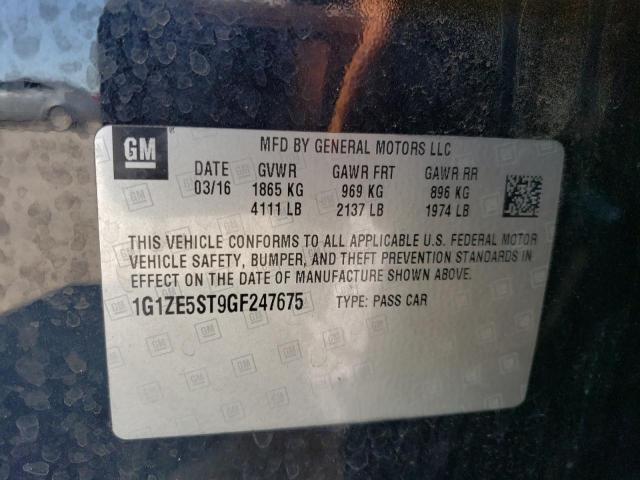 GM
MFD BY GENERAL MOTORS LLC
DATE GVWR GAWR FRT GAWR RR
03/16 1865 KG 969 KG 896 KG
4111 LB 2137 LB 1974 LB
THIS VEHICLE CONFORMS TO ALL APPLICABLE U.S. FEDERAL MOTOR
VEHICLE SAFETY, BUMPER, AND THEFT PREVENTION STANDARDS IN
EFFECT ON THE DATE OF MANUFACTURE SHOWN ABOVE.
1G1ZE5ST9GF247675 TYPE: PASS CAR